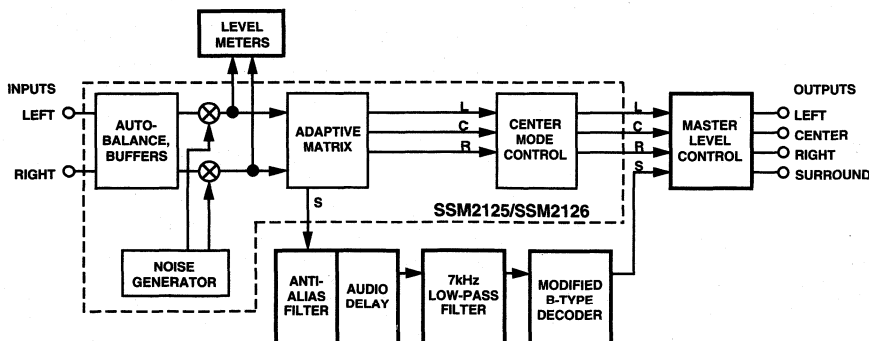 LEVEL
METERS
INPUTS
LEFT
RIGHT
AUTO-
BALANCE,
BUFFERS
NOISE
GENERATOR
ADAPTIVE
MATRIX
L
C
R
CENTER
MODE
CONTROL
L
C
R
S
MASTER
LEVEL
CONTROL
OUTPUTS
LEFT
CENTER
RIGHT
SURROUND
S
SSM2125/SSM2126
ANTI-
ALIAS
FILTER
AUDIO
DELAY
7kHz
LOW-PASS
FILTER
MODIFIED
B-TYPE
DECODER